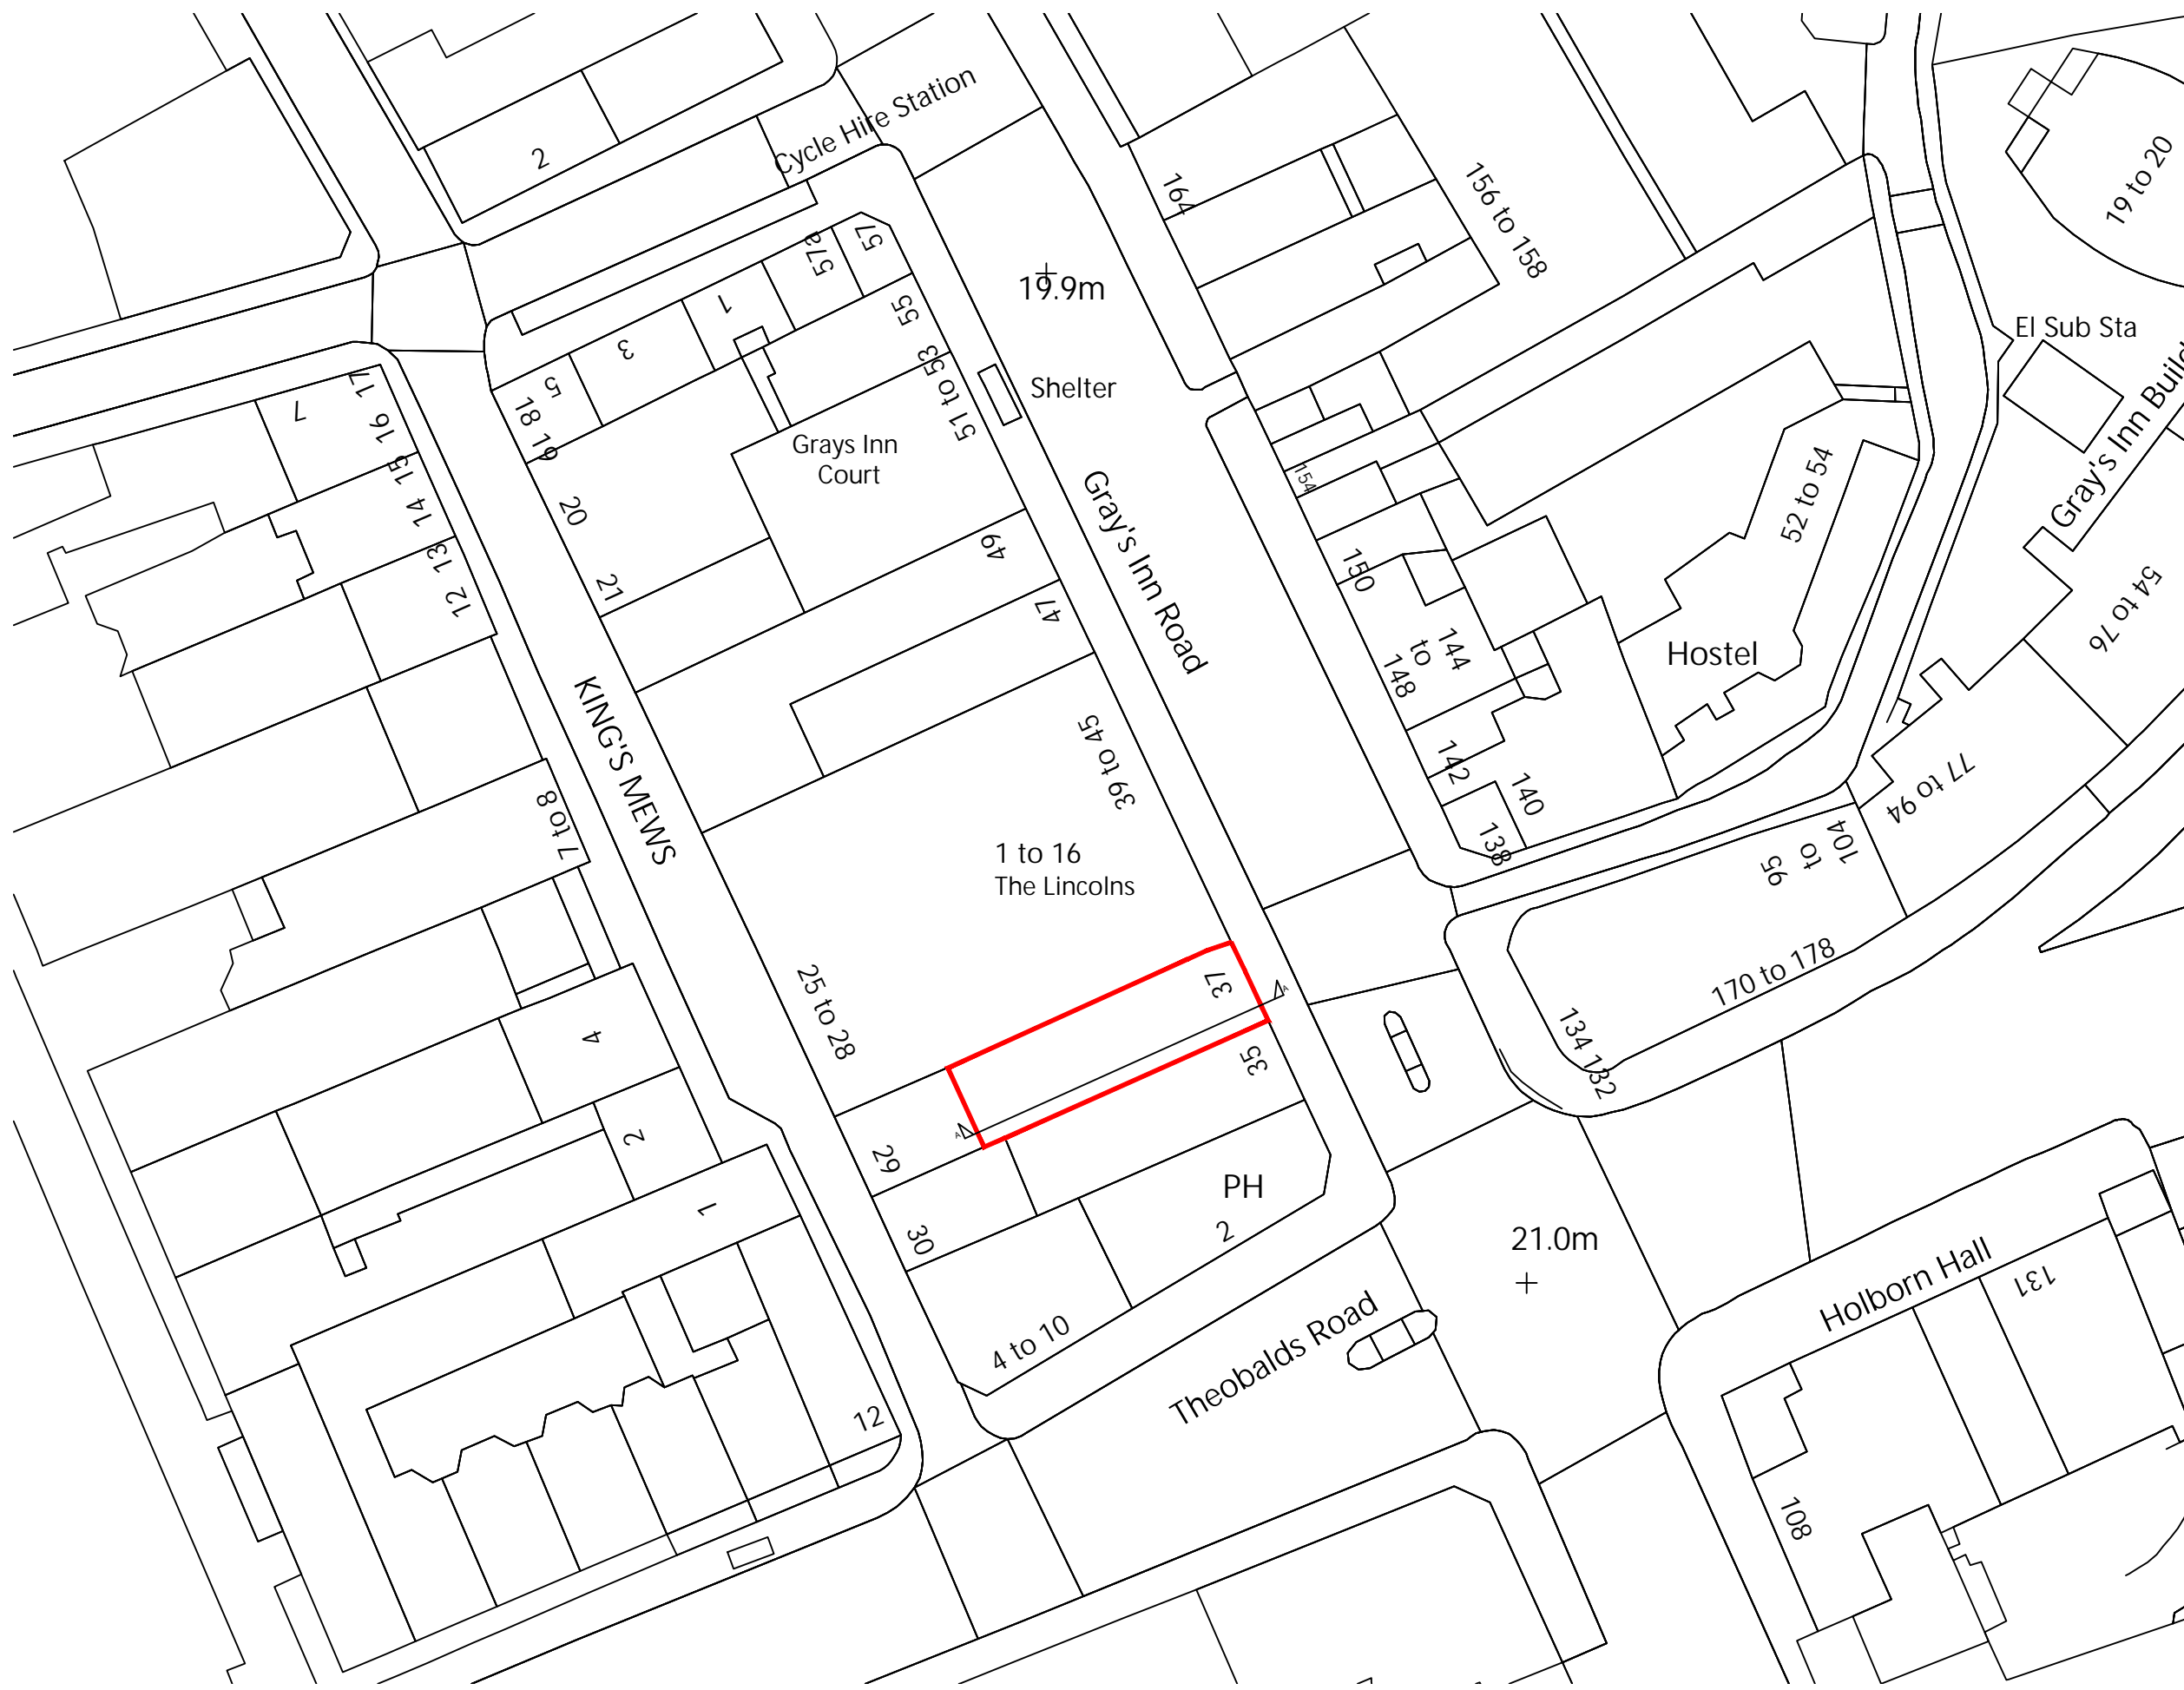 Cycle Hire Station
2
164
156 to 158
19 to 20
57
57a
1
3
5
55
19.9m
El Sub Sta
Shelter
51 to 53
Gray's Inn Build
17
16
15
14
13
12
7
18
19
20
21
Grays Inn
Court
154
52 to 54
Gray's Inn Road
49
47
150
144
to
148
Hostel
54 to 76
KING'S MEWS
39 to 45
142
140
138
77 to 94
7 to 8
1 to 16
The Lincolns
95
to
104
170 to 178
25 to 28
37
A
A
35
134
132
4
2
1
29
30
PH
2
21.0m
Holborn Hall
131
4 to 10
Theobalds Road
12
108